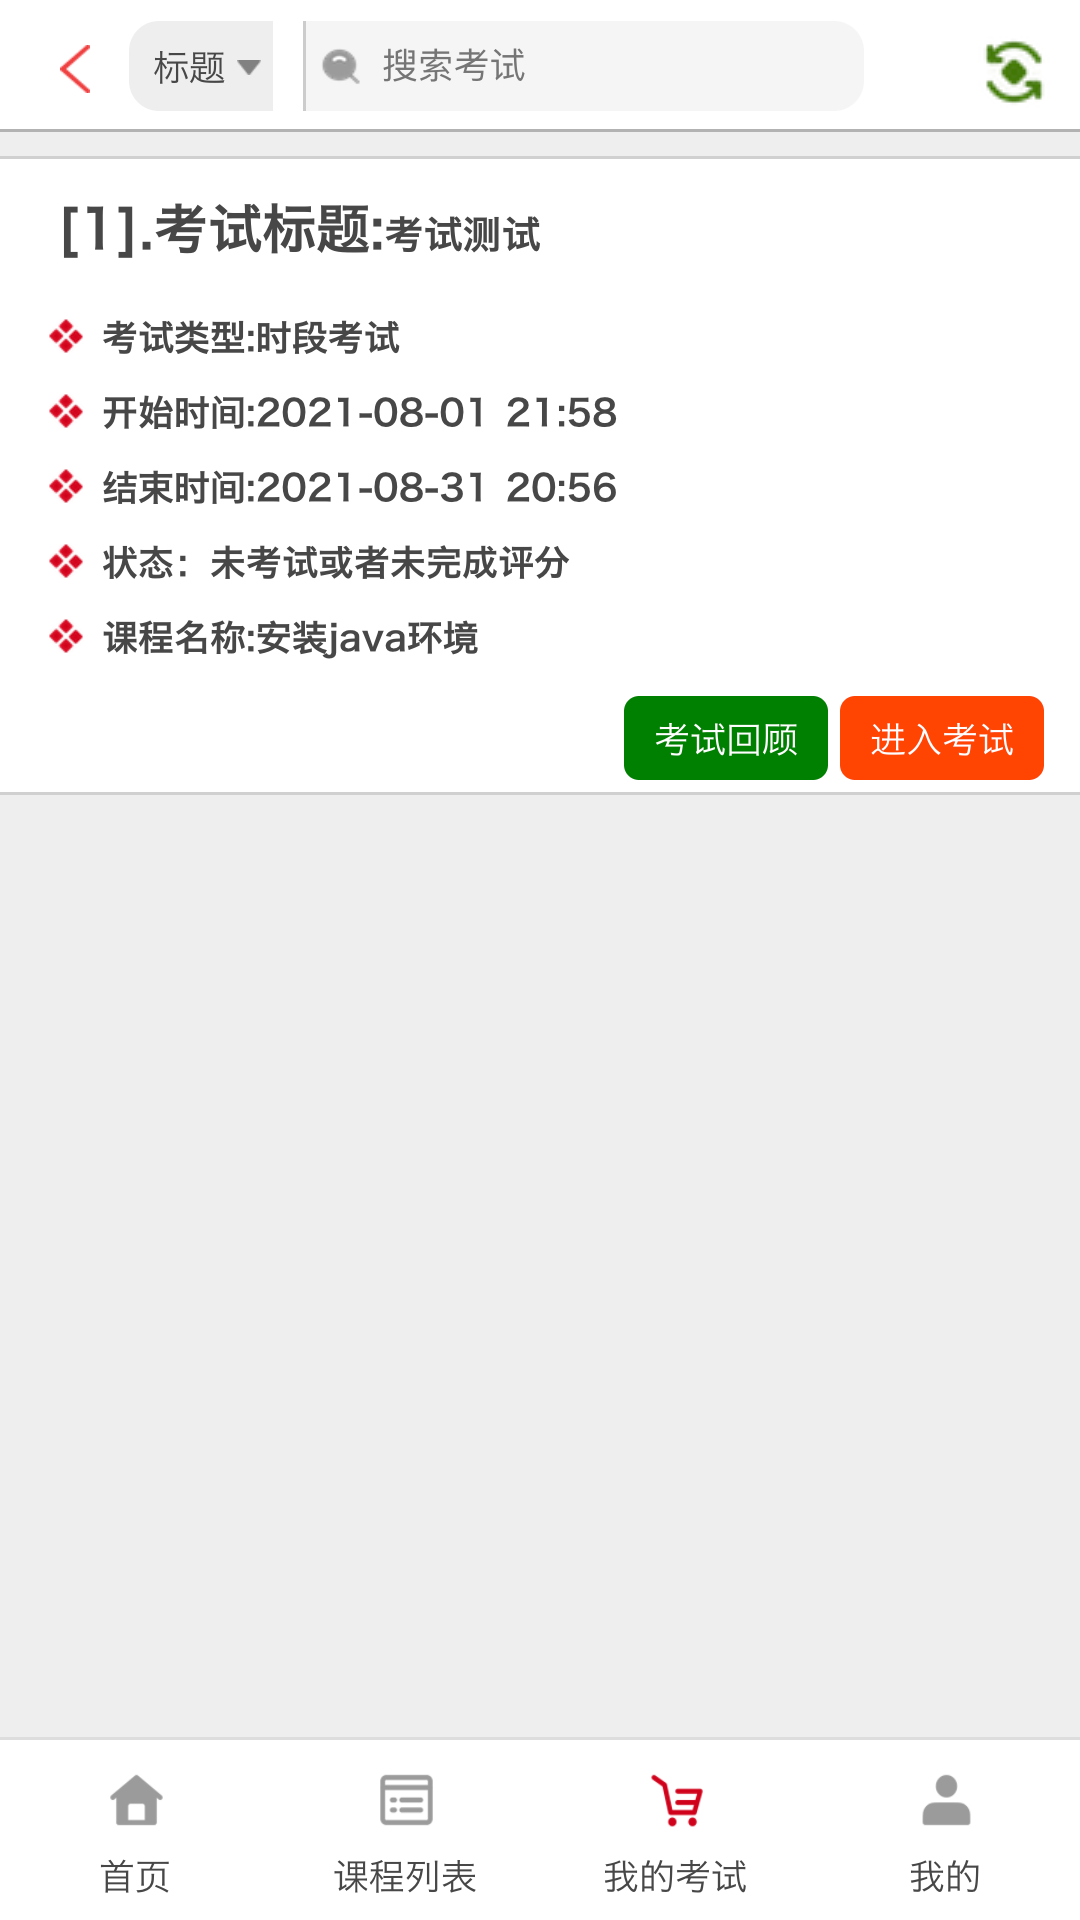 标题
搜索考试
[1].考试标题:考试测试
考试类型:时段考试
开始时间:2021-08-01 21:58
结束时间:2021-08-31 20:56
状态：未考试或者未完成评分
课程名称:安装java环境
考试回顾
进入考试
首页
课程列表
我的考试
我的